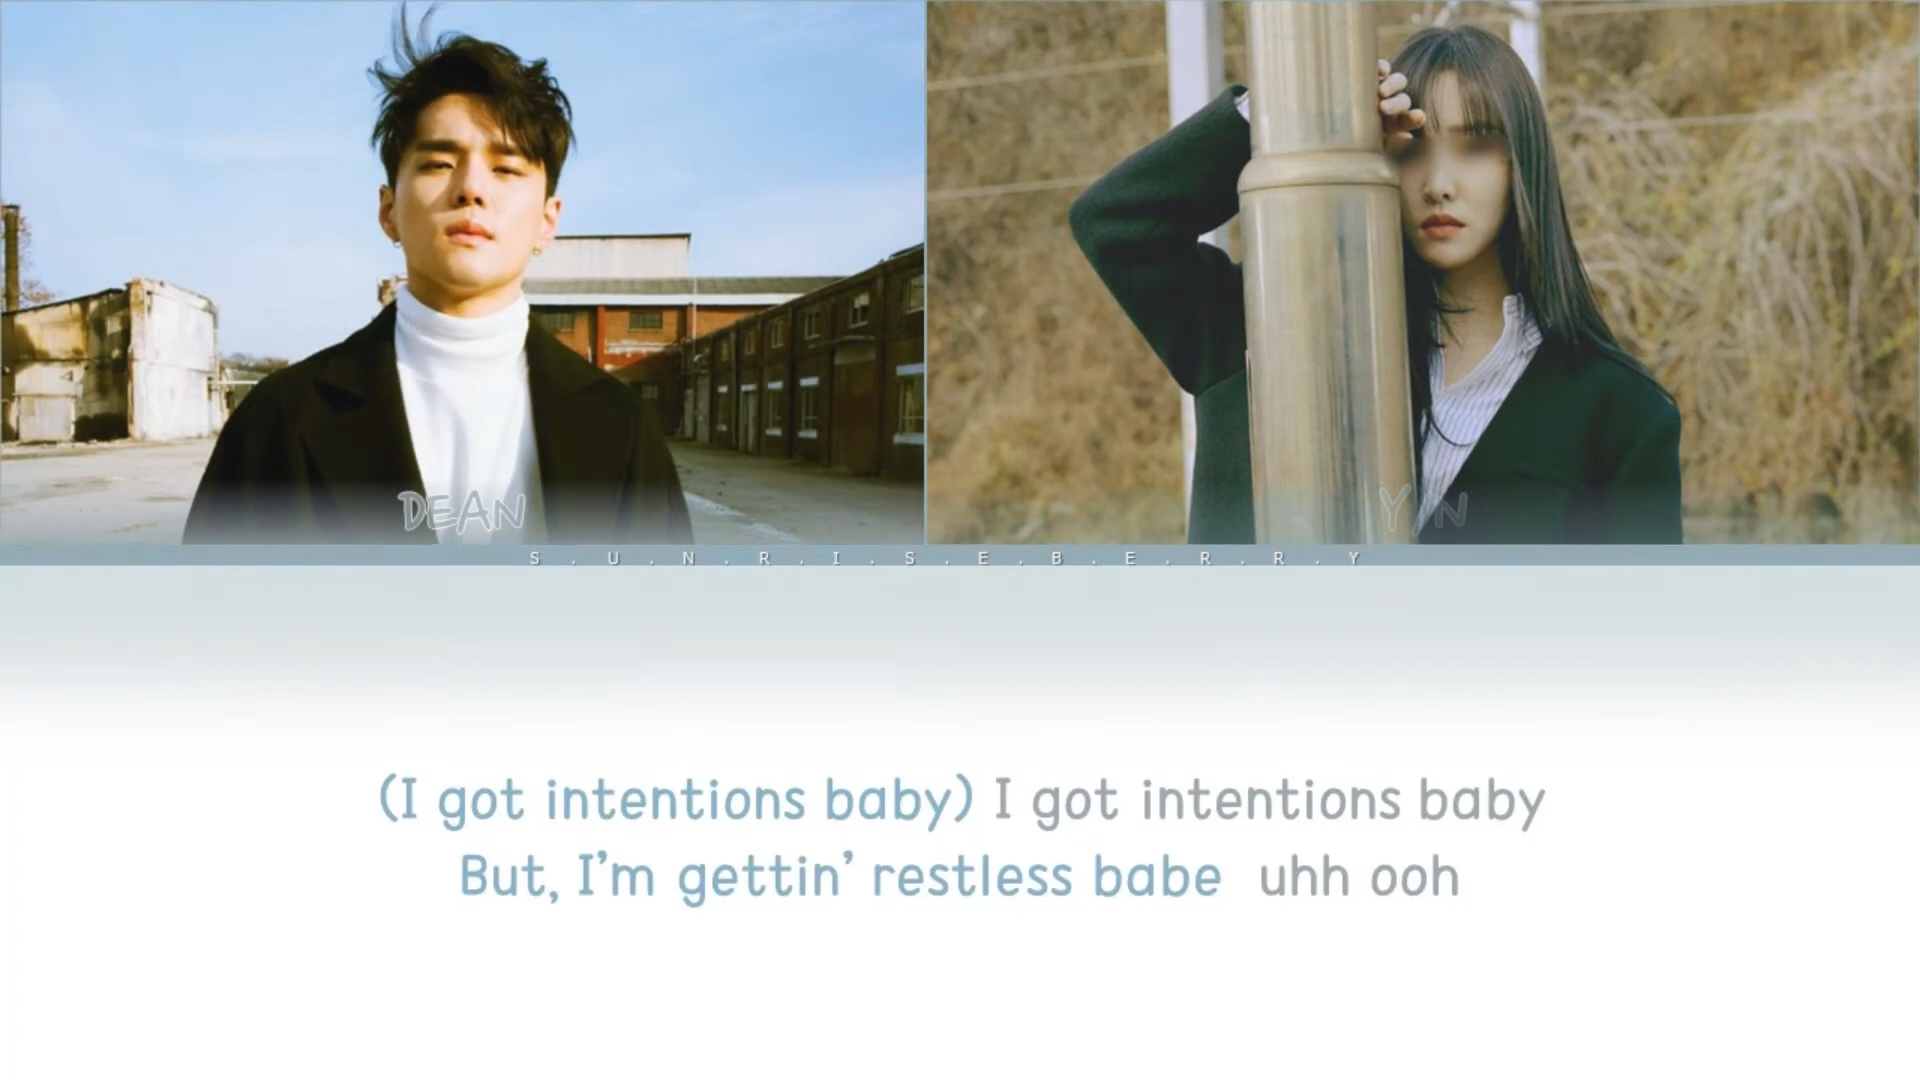 DEAN
Y/N
S.U.N.R.I.S.E.B.E.R.R.Y
(I got intentions baby) I got intentions baby
But, I'm gettin' restless babe uhh ooh